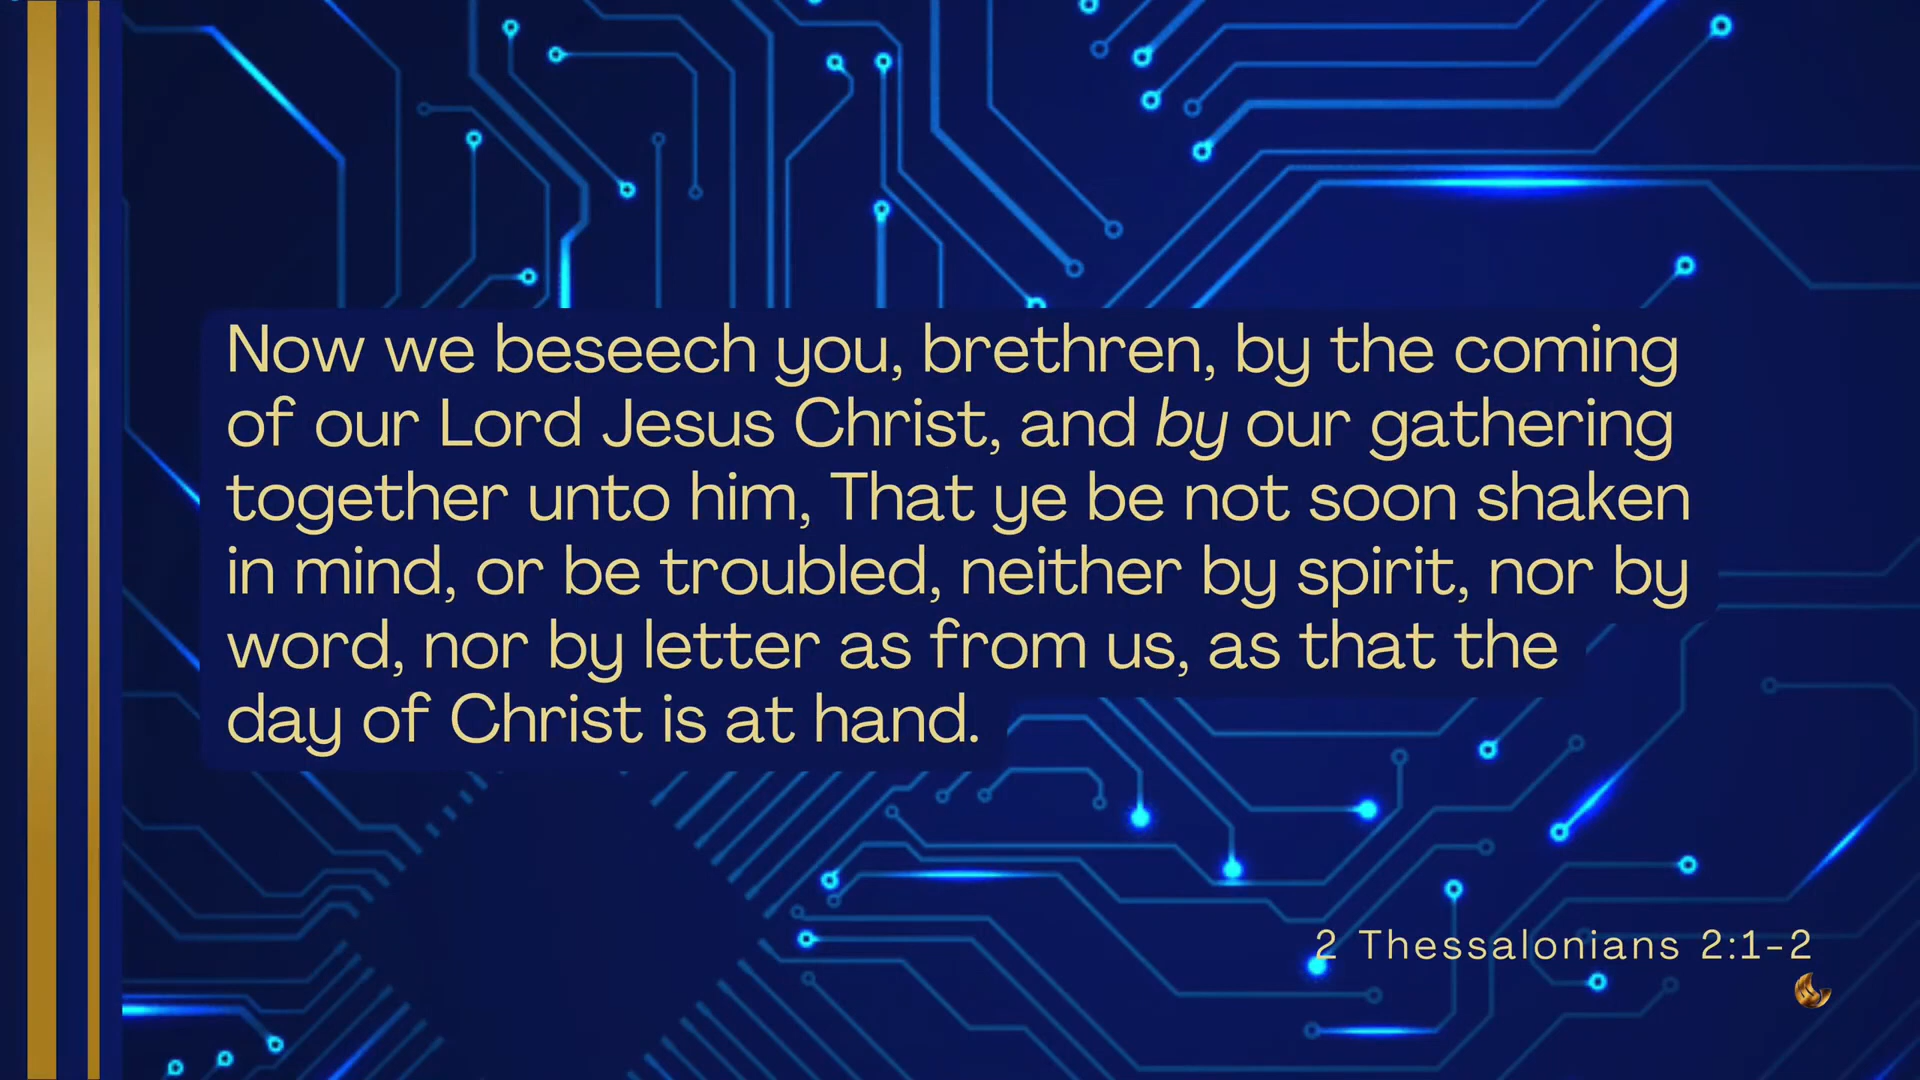 Now we beseech you, brethren, by the coming
of our Lord Jesus Christ, and by our gathering
together unto him, That ye be not soon shaken
in mind, or be troubled, neither by spirit, nor by
word, nor by letter as from us, as that the
day of Christ is at hand.
2 Thessalonians 2:1-2